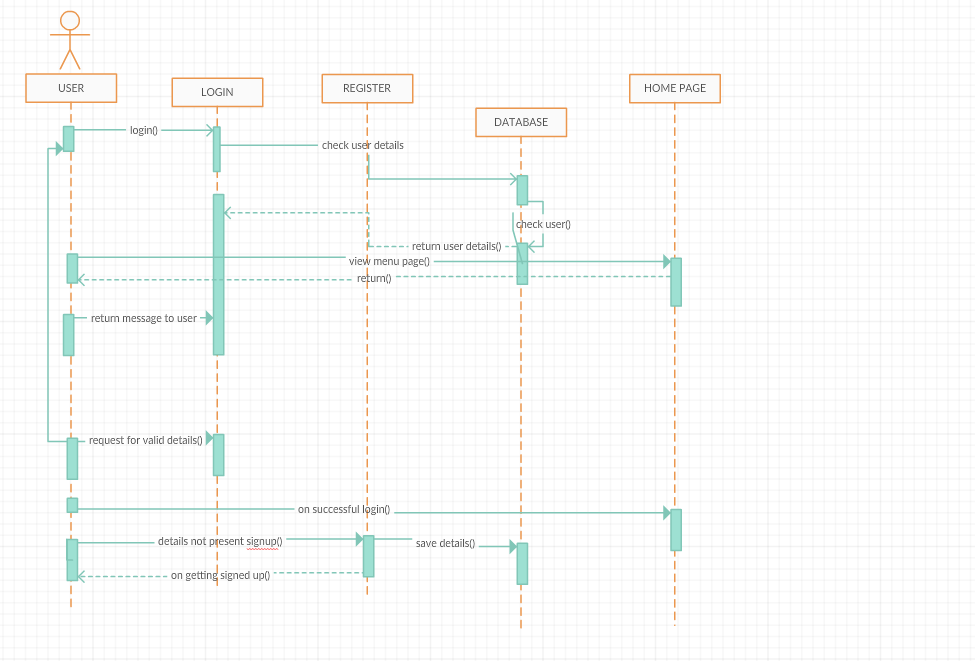 USER
LOGIN
REGISTER
DATABASE
HOME PAGE
login()
check user details
check user()
return user details()
view menu page()
return()
return message to user
request for valid details()
on successful login()
details not present signup()
save details()
on getting signed up()